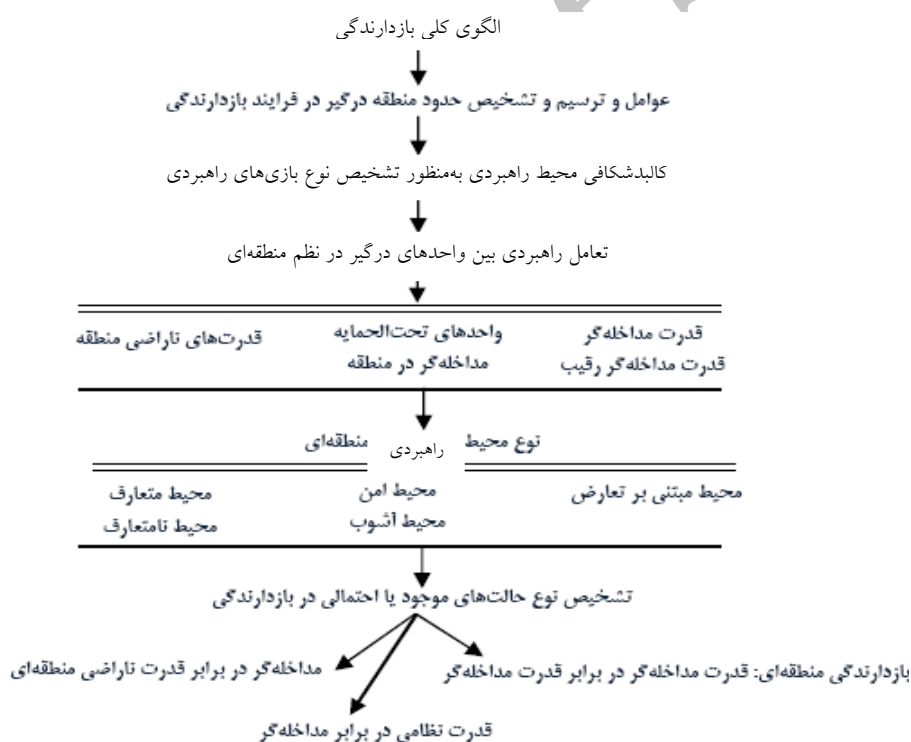 الگوی کلی بازدارندگی
عوامل و ترسیم و تشخیص حدود منطقه درگیر در فرایند بازدارندگی
کالبدشکافی محیط راهبردی به‌منظور تشخیص نوع بازی‌های راهبردی
تعامل راهبردی بین واحدهای درگیر در نظم منطقه‌ای
قدرت مداخله‌گر
قدرت مداخله‌گر رقیب
واحدهای تحت‌الحمایه
مداخله‌گر در منطقه
قدرت‌های ناراضی منطقه
نوع محیط راهبردی منطقه‌ای
محیط مبتنی بر تعارض
محیط امن
محیط آشوب
محیط متعارف
محیط نامتعارف
تشخیص نوع حالت‌های موجود یا احتمالی در بازدارندگی
بازدارندگی منطقه‌ای: قدرت مداخله‌گر در برابر قدرت مداخله‌گر
مداخله‌گر در برابر قدرت ناراضی منطقه‌ای
قدرت نظامی در برابر مداخله‌گر